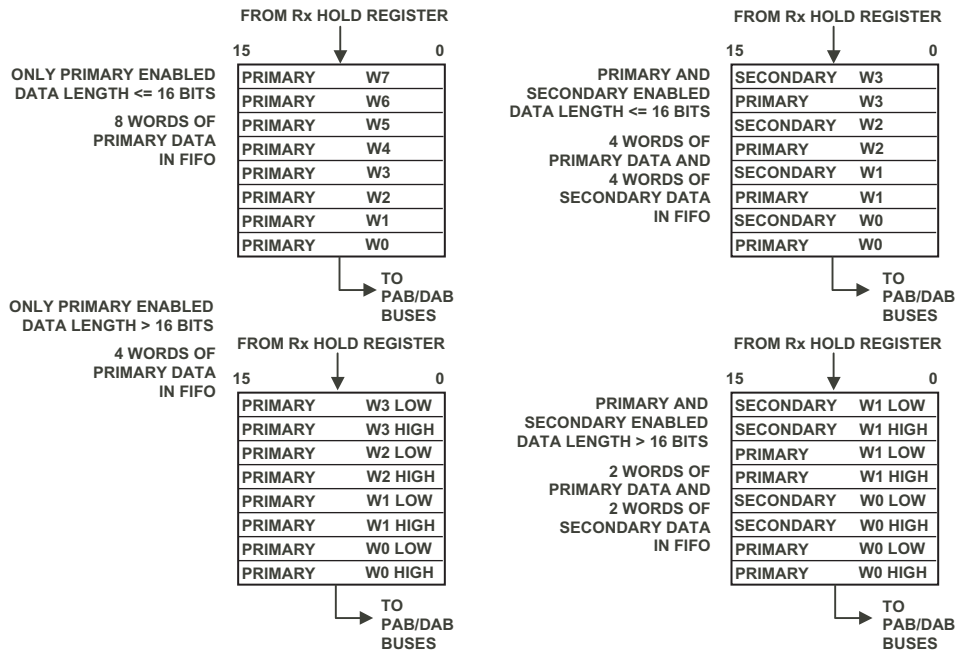 FROM Rx HOLD REGISTER
15 0
ONLY PRIMARY ENABLED
DATA LENGTH <= 16 BITS
8 WORDS OF
PRIMARY DATA
IN FIFO
PRIMARY W7
PRIMARY W6
PRIMARY W5
PRIMARY W4
PRIMARY W3
PRIMARY W2
PRIMARY W1
PRIMARY W0
TO
PAB/DAB
BUSES
FROM Rx HOLD REGISTER
15 0
PRIMARY AND
SECONDARY ENABLED
DATA LENGTH <= 16 BITS
4 WORDS OF
PRIMARY DATA AND
4 WORDS OF
SECONDARY DATA
IN FIFO
SECONDARY W3
PRIMARY W3
SECONDARY W2
PRIMARY W2
SECONDARY W1
PRIMARY W1
SECONDARY W0
PRIMARY W0
TO
PAB/DAB
BUSES
ONLY PRIMARY ENABLED
DATA LENGTH > 16 BITS
4 WORDS OF
PRIMARY DATA
IN FIFO
FROM Rx HOLD REGISTER
15 0
PRIMARY W3 LOW
PRIMARY W3 HIGH
PRIMARY W2 LOW
PRIMARY W2 HIGH
PRIMARY W1 LOW
PRIMARY W1 HIGH
PRIMARY W0 LOW
PRIMARY W0 HIGH
TO
PAB/DAB
BUSES
FROM Rx HOLD REGISTER
15 0
PRIMARY AND
SECONDARY ENABLED
DATA LENGTH > 16 BITS
2 WORDS OF
PRIMARY DATA AND
2 WORDS OF
SECONDARY DATA
IN FIFO
SECONDARY W1 LOW
SECONDARY W1 HIGH
PRIMARY W1 LOW
PRIMARY W1 HIGH
SECONDARY W0 LOW
SECONDARY W0 HIGH
PRIMARY W0 LOW
PRIMARY W0 HIGH
TO
PAB/DAB
BUSES